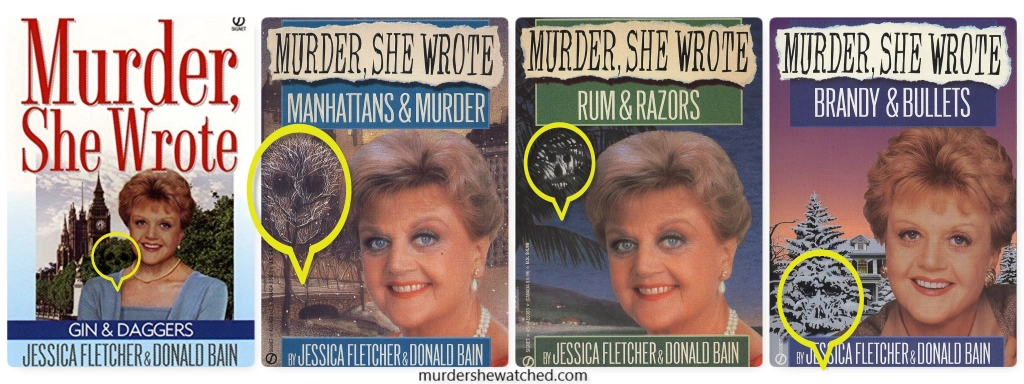 SIGNET
Murder,
She Wrote
GIN & DAGGERS
JESSICA FLETCHER & DONALD BAIN
MURDER, SHE WROTE
MANHATTANS & MURDER
BY JESSICA FLETCHER & DONALD BAIN
MURDER, SHE WROTE
RUM & RAZORS
BY JESSICA FLETCHER & DONALD BAIN
MURDER, SHE WROTE
BRANDY & BULLETS
BY JESSICA FLETCHER & DONALD BAIN
murdershewatched.com